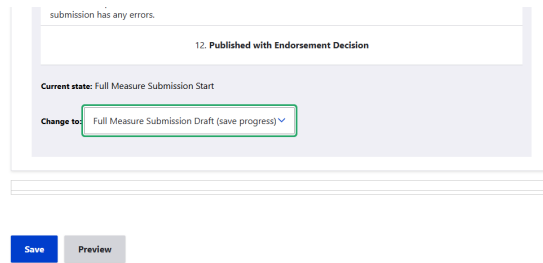 submission has any errors.
12. Published with Endorsement Decision
Current state: Full Measure Submission Start
Change to: Full Measure Submission Draft (save progress)
Save Preview